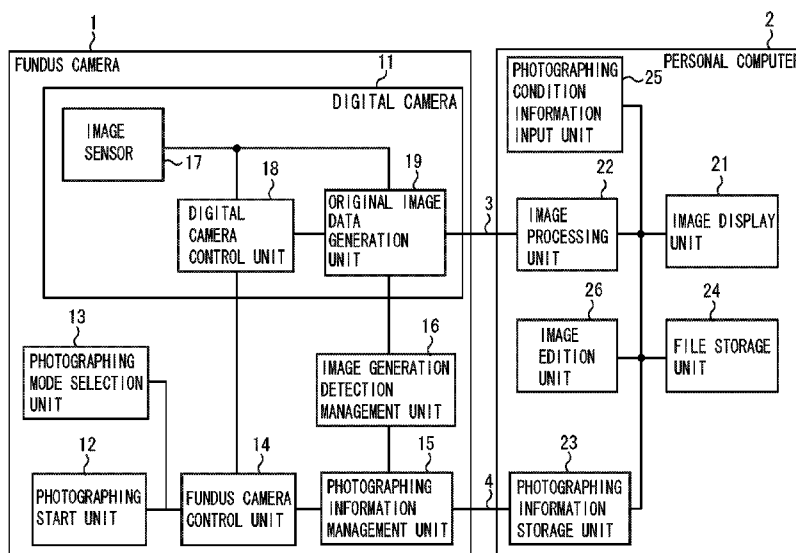 1
2
FUNDUS CAMERA
11
DIGITAL CAMERA
IMAGE
SENSOR
17
18
DIGITAL
CAMERA
CONTROL UNIT
19
ORIGINAL IMAGE
DATA
GENERATION
UNIT
3
13
PHOTOGRAPHING
MODE SELECTION
UNIT
16
IMAGE GENERATION
DETECTION
MANAGEMENT UNIT
12
PHOTOGRAPHING
START UNIT
14
FUNDUS CAMERA
CONTROL UNIT
15
PHOTOGRAPHING
INFORMATION
MANAGEMENT UNIT
4
PERSONAL COMPUTER
PHOTOGRAPHING
CONDITION
INFORMATION
INPUT UNIT
25
22
IMAGE
PROCESSING
UNIT
21
IMAGE DISPLAY
UNIT
26
IMAGE
EDITION
UNIT
24
FILE STORAGE
UNIT
23
PHOTOGRAPHING
INFORMATION
STORAGE UNIT